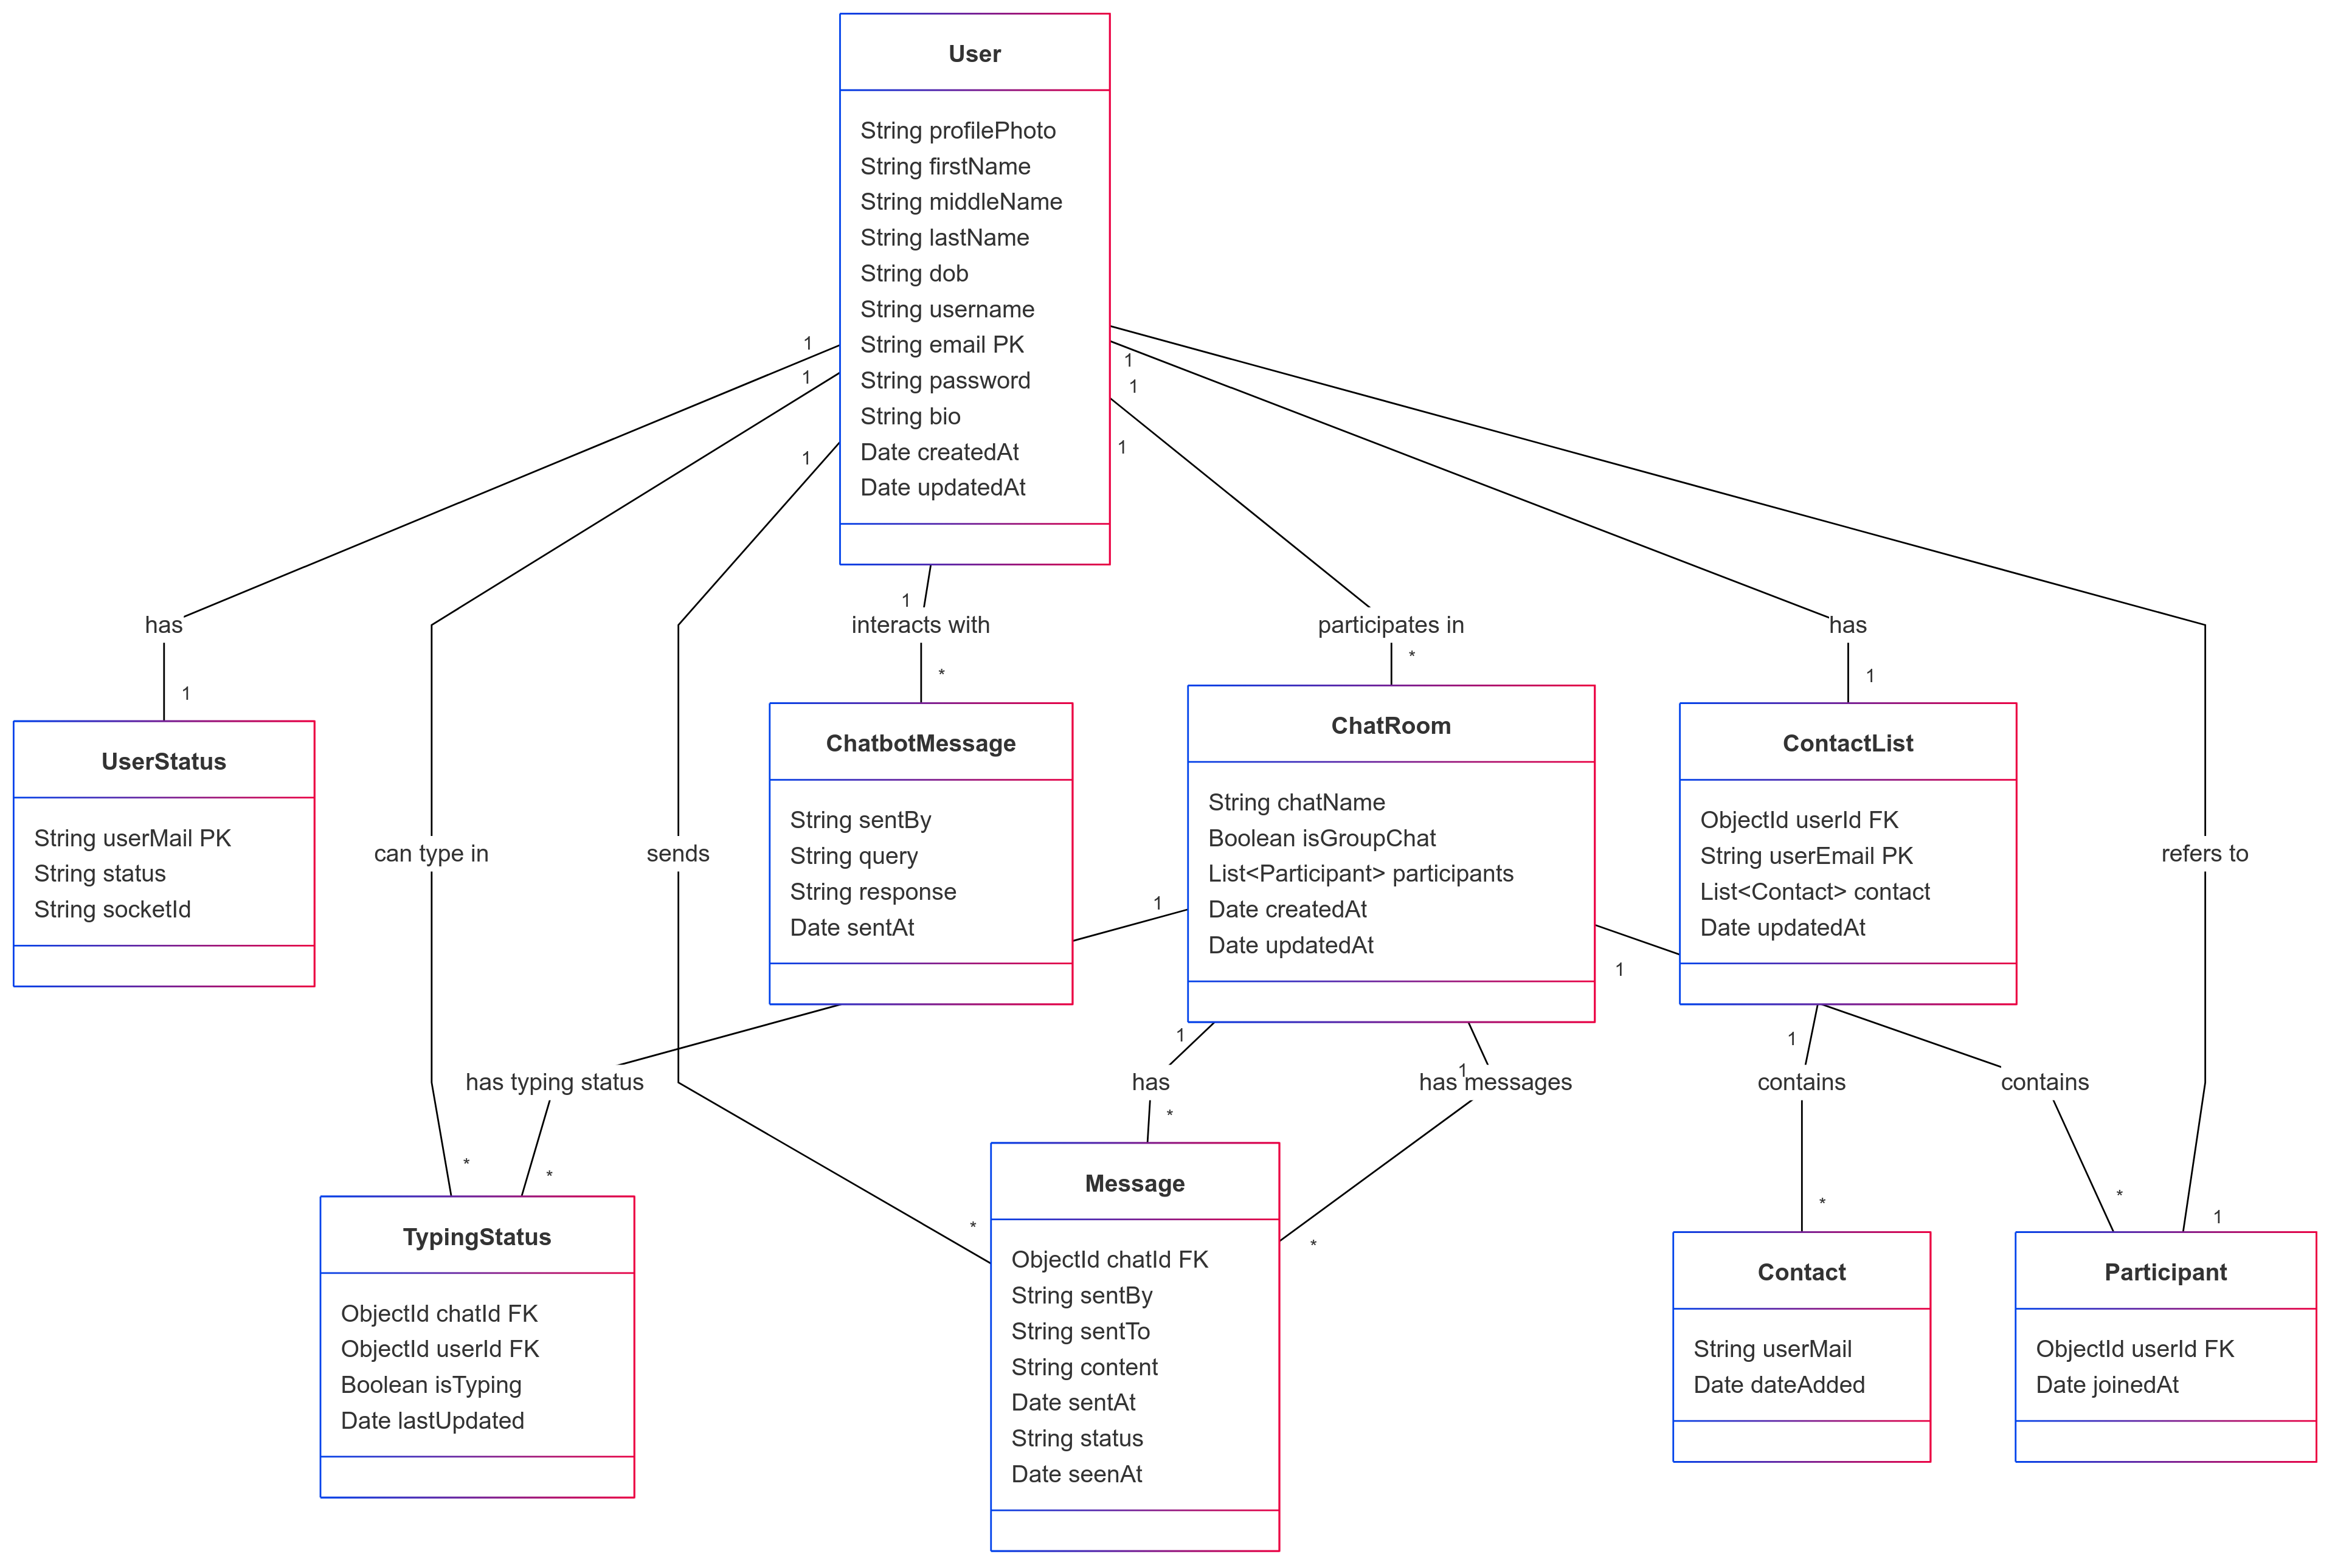 User
String profilePhoto
String firstName
String middleName
String lastName
String dob
String username
String email PK
String password
String bio
Date createdAt
Date updatedAt
1
1
1
1
1
1
1
has
can type in
sends
interacts with
participates in
has
refers to
1
*
*
1
UserStatus
String userMail PK
String status
String socketId
ChatbotMessage
String sentBy
String query
String response
Date sentAt
ChatRoom
String chatName
Boolean isGroupChat
List<Participant> participants
Date createdAt
Date updatedAt
ContactList
ObjectId userId FK
String userEmail PK
List<Contact> contact
Date updatedAt
1
1
1
1
1
has typing status
has
has messages
contains
contains
*
*
*
*
*
*
*
1
TypingStatus
ObjectId chatId FK
ObjectId userId FK
Boolean isTyping
Date lastUpdated
Message
ObjectId chatId FK
String sentBy
String sentTo
String content
Date sentAt
String status
Date seenAt
Contact
String userMail
Date dateAdded
Participant
ObjectId userId FK
Date joinedAt